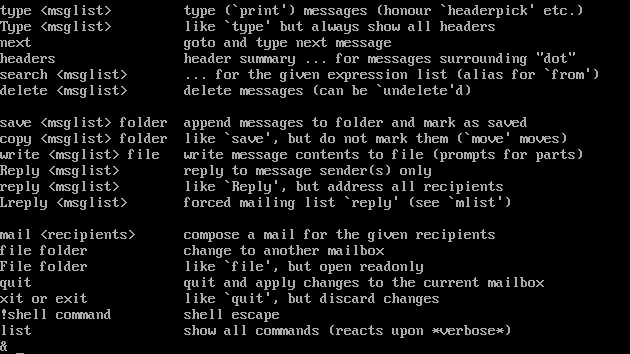 type <msglist>          type (`print') messages (honour `headerpick' etc.)
Type <msglist>          like `type' but always show all headers
next                    goto and type next message
headers                 header summary ... for messages surrounding "dot"
search <msglist>        ... for the given expression list (alias for `from')
delete <msglist>        delete messages (can be `undelete'd)

save <msglist> folder   append messages to folder and mark as saved
copy <msglist> folder   like `save', but do not mark them (`move' moves)
write <msglist> file    write message contents to file (prompts for parts)
Reply <msglist>         reply to message sender(s) only
reply <msglist>         like `Reply', but address all recipients
Lreply <msglist>        forced mailing list `reply' (see `mlist')

mail <recipients>       compose a mail for the given recipients
file folder             change to another mailbox
File folder             like `file', but open readonly
quit                    quit and apply changes to the current mailbox
xit or exit             like `quit', but discard changes
!shell command          shell escape
list                    show all commands (reacts upon *verbose*)
& _